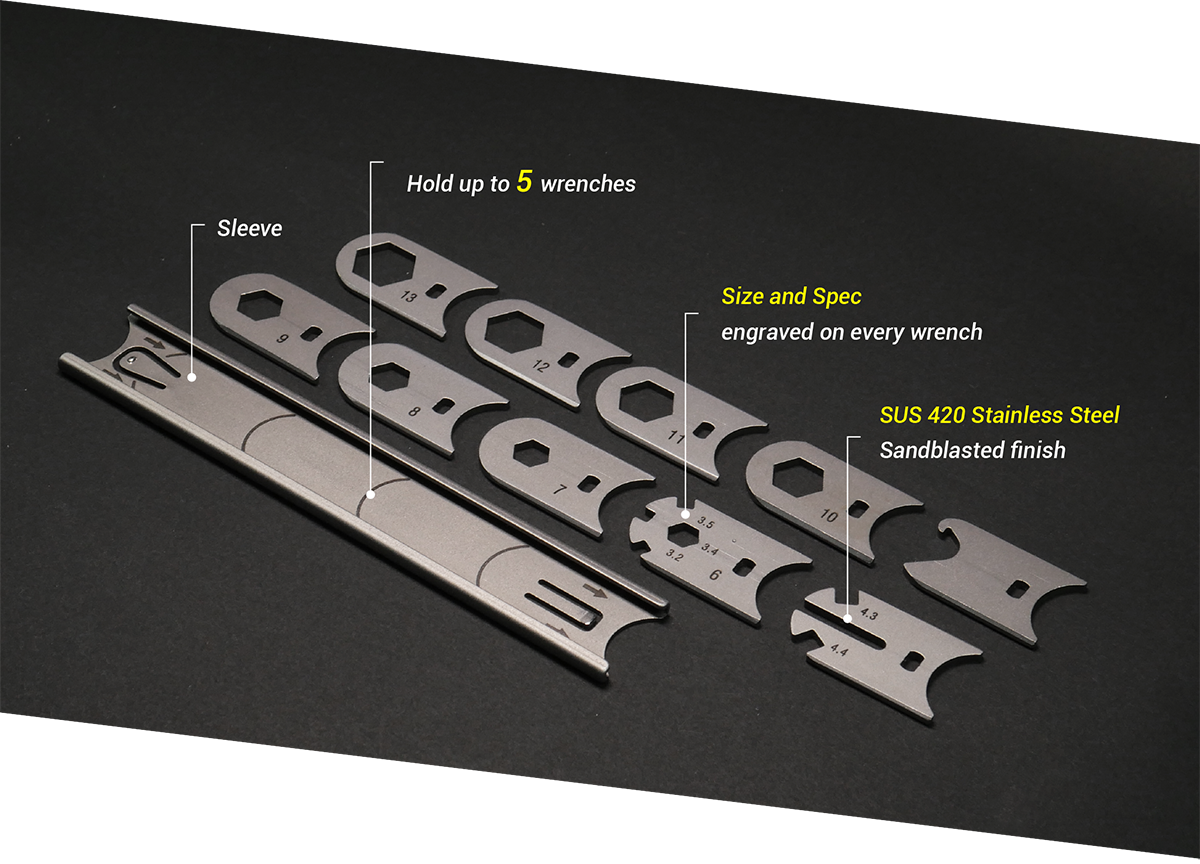 Hold up to 5 wrenches
Sleeve
Size and Spec
engraved on every wrench
SUS 420 Stainless Steel
Sandblasted finish
13
9
12
8
11
7
10
3.5
3.4
3.2
6
4.3
4.4